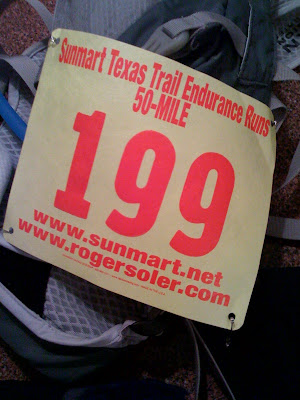 Sunmart Texas Trail Endurance Runs
50-MILE
199
www.sunmart.net
www.rogersoler.com